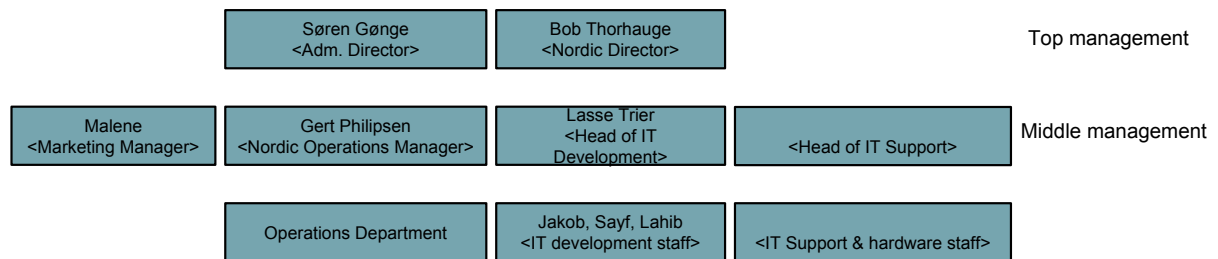 Søren Gønge
<Adm. Director>
Bob Thorhauge
<Nordic Director>
Top management
Malene
<Marketing Manager>
Gert Philipsen
<Nordic Operations Manager>
Lasse Trier
<Head of IT
Development>
<Head of IT Support>
Middle management
Operations Department
Jakob, Sayf, Lahib
<IT development staff>
<IT Support & hardware staff>